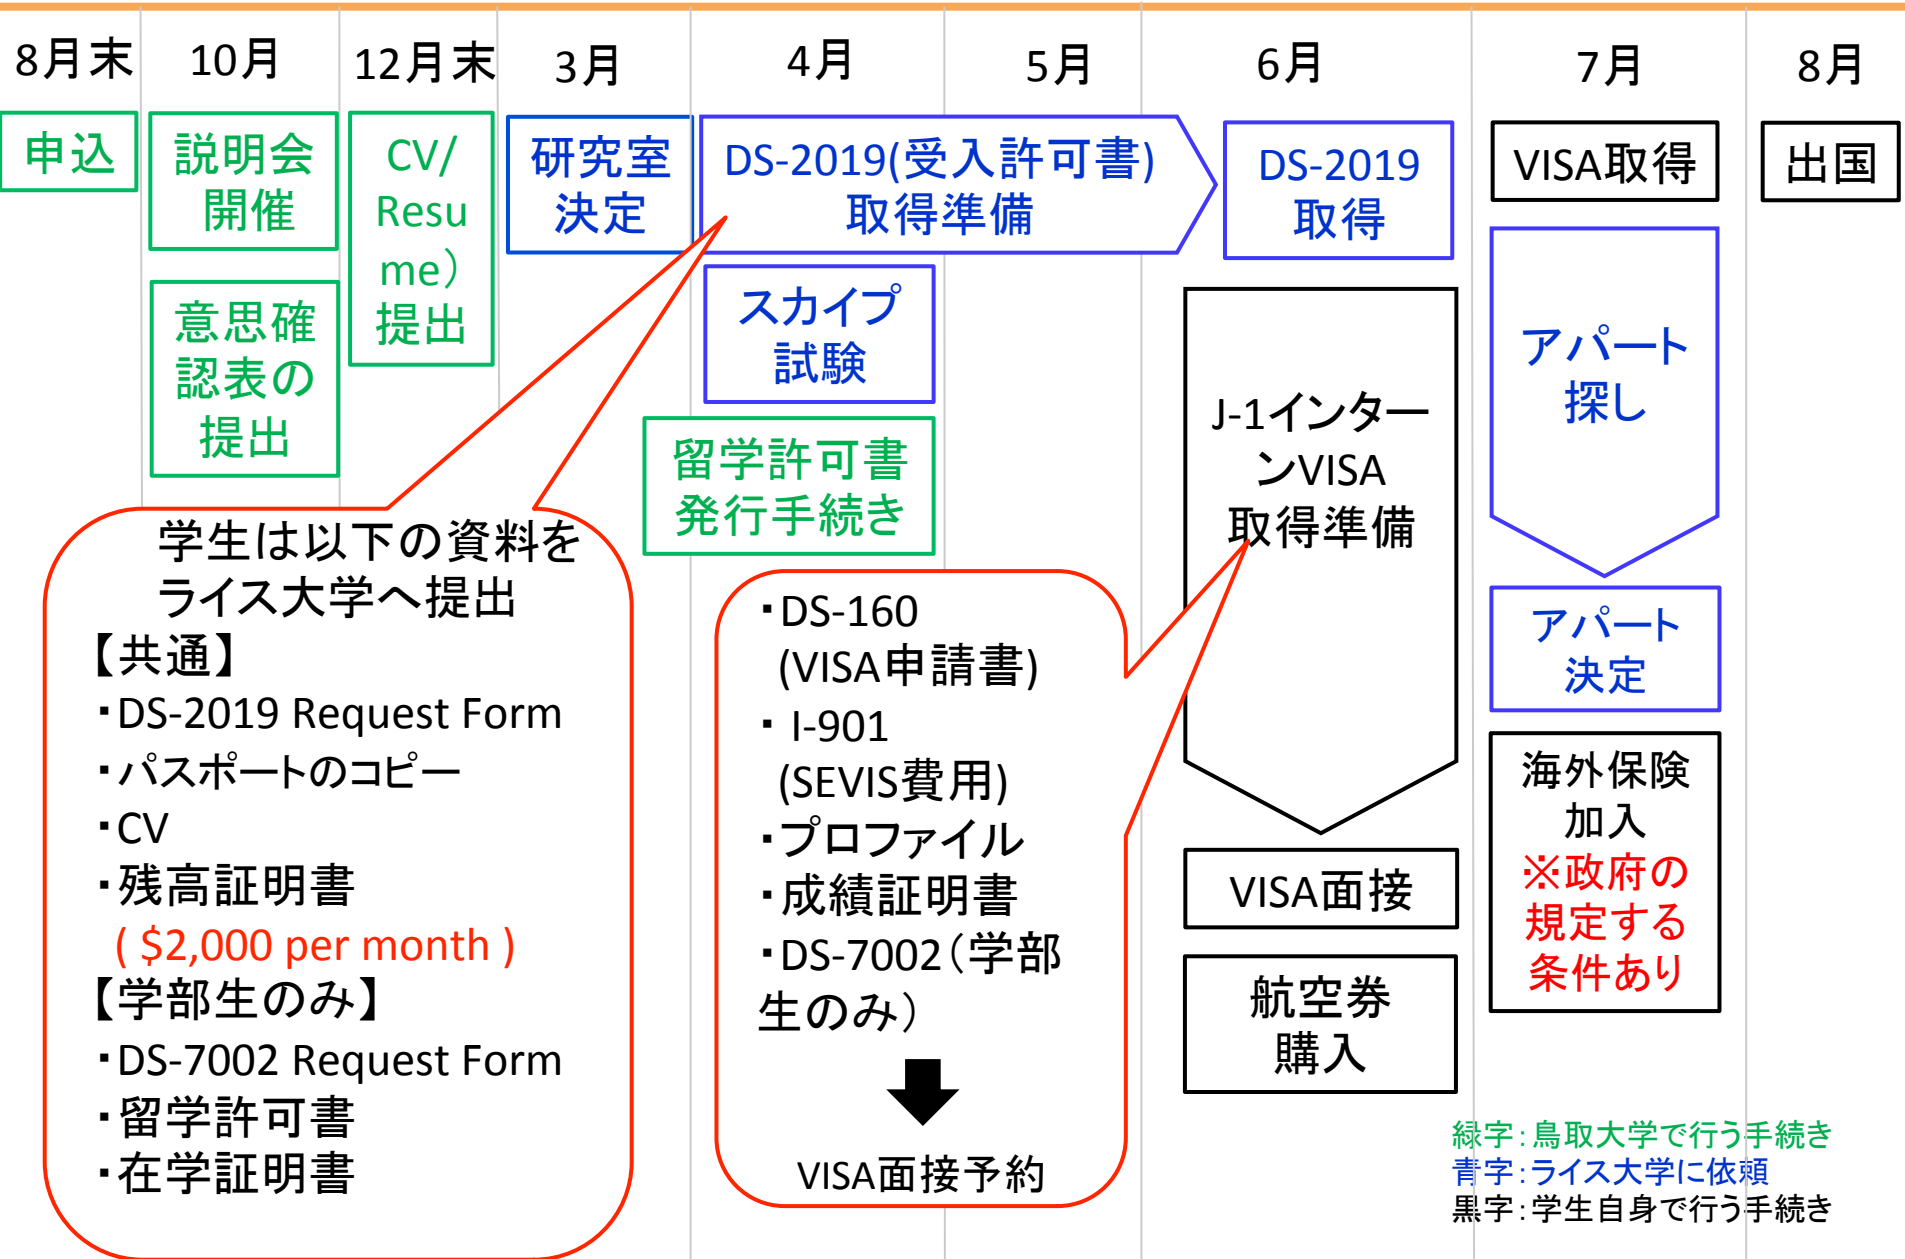 8月末
10月
12月末
3月
4月
5月
6月
7月
8月
申込
説明会
開催
意思確
認表の
提出
CV/
Resu
me）
提出
研究室
決定
DS-2019(受入許可書)
取得準備
スカイプ
試験
留学許可書
発行手続き
DS-2019
取得
J-1インター
ンVISA
取得準備
VISA面接
航空券
購入
VISA取得
アパート
探し
アパート
決定
海外保険
加入
※政府の
規定する
条件あり
出国
学生は以下の資料を
ライス大学へ提出
【共通】
・DS-2019 Request Form
・パスポートのコピー
・CV
・残高証明書
( $2,000 per month )
【学部生のみ】
・DS-7002 Request Form
・留学許可書
・在学証明書
・DS-160
(VISA申請書)
・ I-901
(SEVIS費用)
・プロファイル
・成績証明書
・DS-7002（学部
生のみ）
VISA面接予約
緑字：鳥取大学で行う手続き
青字：ライス大学に依頼
黒字：学生自身で行う手続き